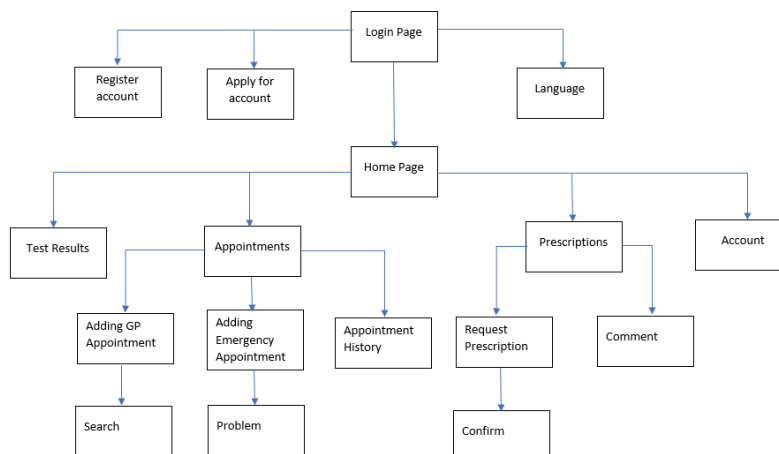 Login Page
Register
account
Apply for
account
Language
Home Page
Test Results
Appointments
Prescriptions
Account
Adding GP
Appointment
Adding
Emergency
Appointment
Appointment
History
Request
Prescription
Comment
Search
Problem
Confirm